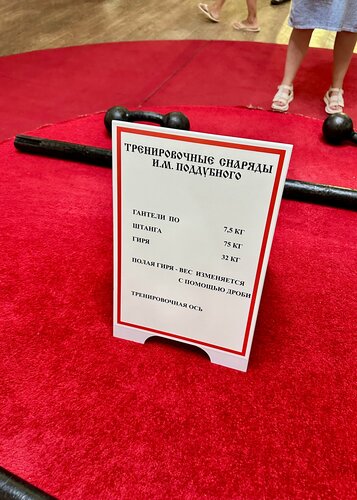 ТРЕНИРОВОЧНЫЕ СНАРЯДЫ
И.М. ПОДДУБНОГО
ГАНТЕЛИ ПО 7,5 КГ
ШТАНГА 75 КГ
ГИРЯ 32 КГ
ПОЛАЯ ГИРЯ - ВЕС ИЗМЕНЯЕТСЯ
С ПОМОЩЬЮ ДРОБИ
ТРЕНИРОВОЧНАЯ ОСЬ